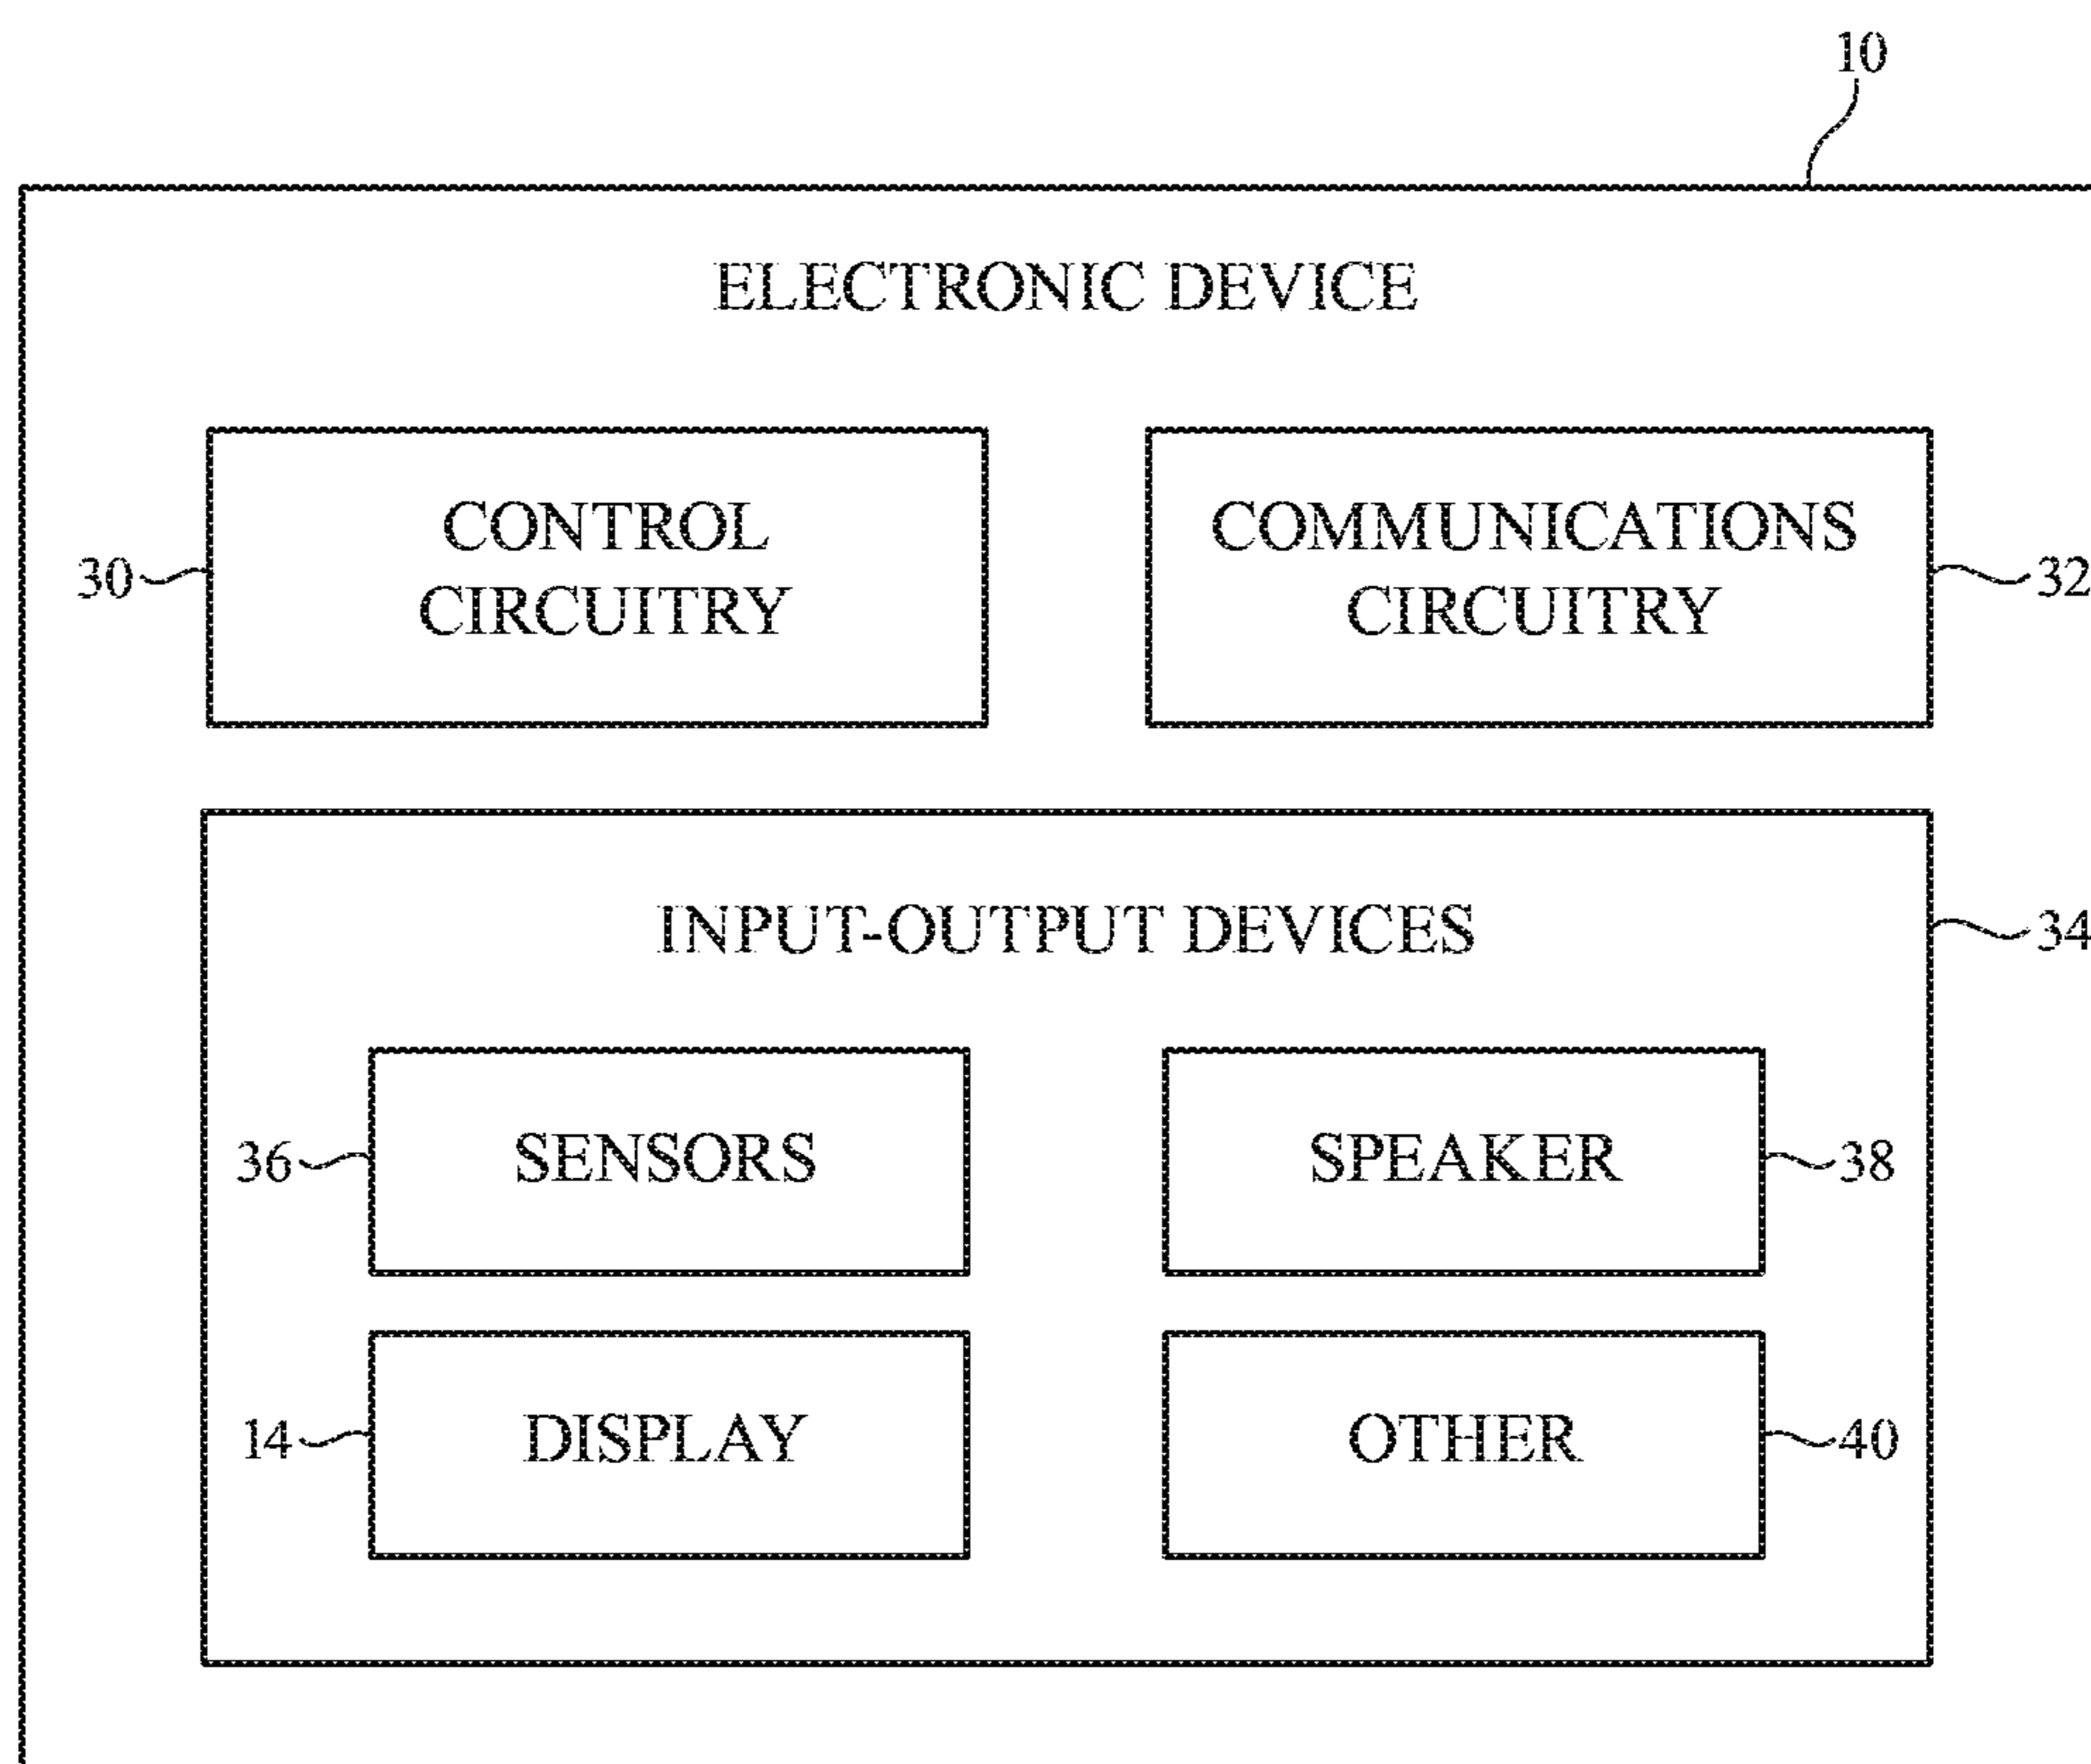 10
ELECTRONIC DEVICE
CONTROL
CIRCUITRY
30
COMMUNICATIONS
CIRCUITRY
32
INPUT-OUTPUT DEVICES
34
36
SENSORS
SPEAKER
38
14
DISPLAY
OTHER
40